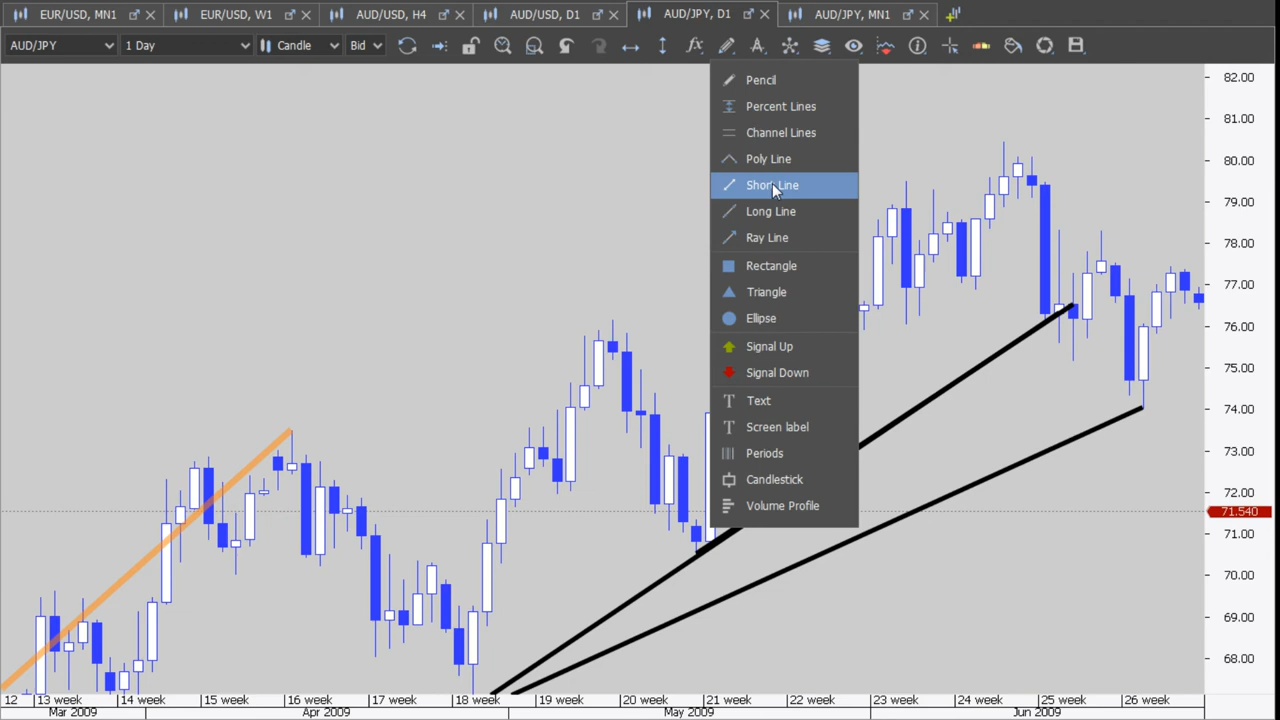 EUR/USD, MN1
EUR/USD, W1
AUD/USD, H4
AUD/USD, D1
AUD/JPY, D1
AUD/JPY, MN1
AUD/JPY
1 Day
Candle
Bid
fx
Pencil
Percent Lines
Channel Lines
Poly Line
Short Line
Long Line
Ray Line
Rectangle
Triangle
Ellipse
Signal Up
Signal Down
Text
Screen label
Periods
Candlestick
Volume Profile
82.00
81.00
80.00
79.00
78.00
77.00
76.00
75.00
74.00
73.00
72.00
71.540
71.00
70.00
69.00
68.00
12
13 week
14 week
15 week
16 week
17 week
18 week
19 week
20 week
21 week
22 week
23 week
24 week
25 week
26 week
Mar 2009
Apr 2009
May 2009
Jun 2009